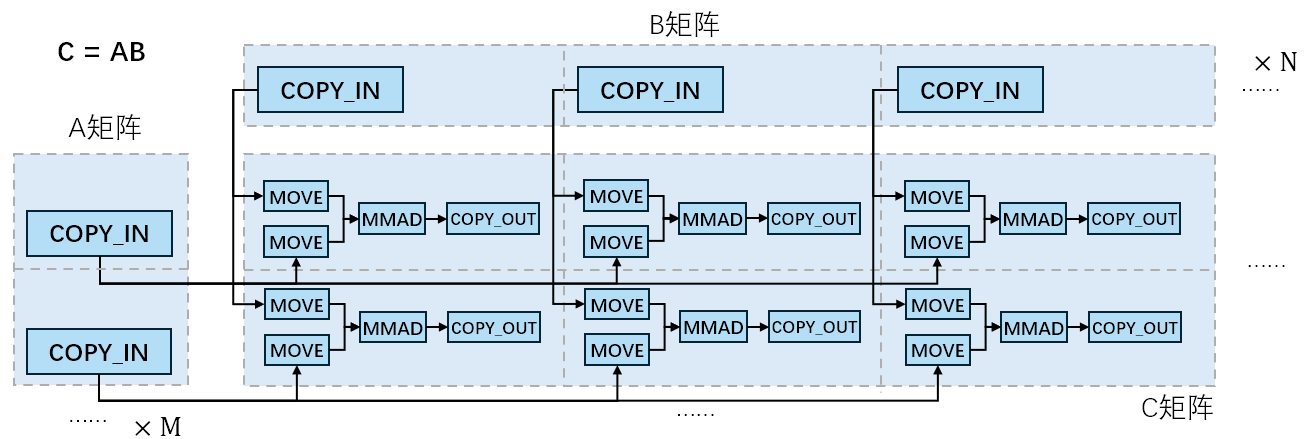 B矩阵
C = AB
× N
COPY_IN
COPY_IN
COPY_IN
……
A矩阵
MOVE
MOVE
MOVE
MMAD
COPY_OUT
MMAD
COPY_OUT
MMAD
COPY_OUT
COPY_IN
MOVE
MOVE
MOVE
……
MOVE
MOVE
MOVE
MMAD
COPY_OUT
MMAD
COPY_OUT
MMAD
COPY_OUT
COPY_IN
MOVE
MOVE
MOVE
C矩阵
……
× M
……